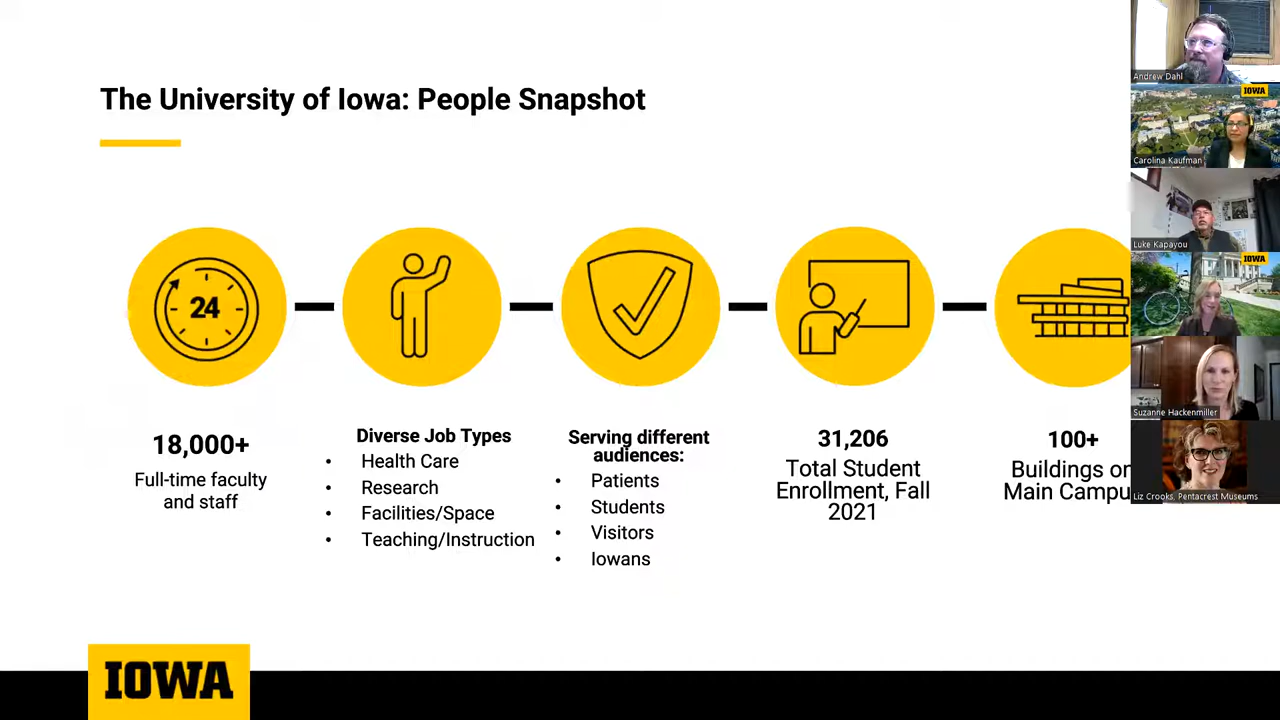 The University of Iowa: People Snapshot
24
18,000+
Full-time faculty
and staff
Diverse Job Types
• Health Care
• Research
• Facilities/Space
• Teaching/Instruction
Serving different
audiences:
• Patients
• Students
• Visitors
• Iowans
31,206
Total Student
Enrollment, Fall
2021
100+
Buildings on
Main Campu
IOWA
Andrew Dahl
IOWA
Carolina Kaufman
Luke Kapayou
IOWA
Suzanne Hackenmiller
Liz Crooks, Pentacrest Museums